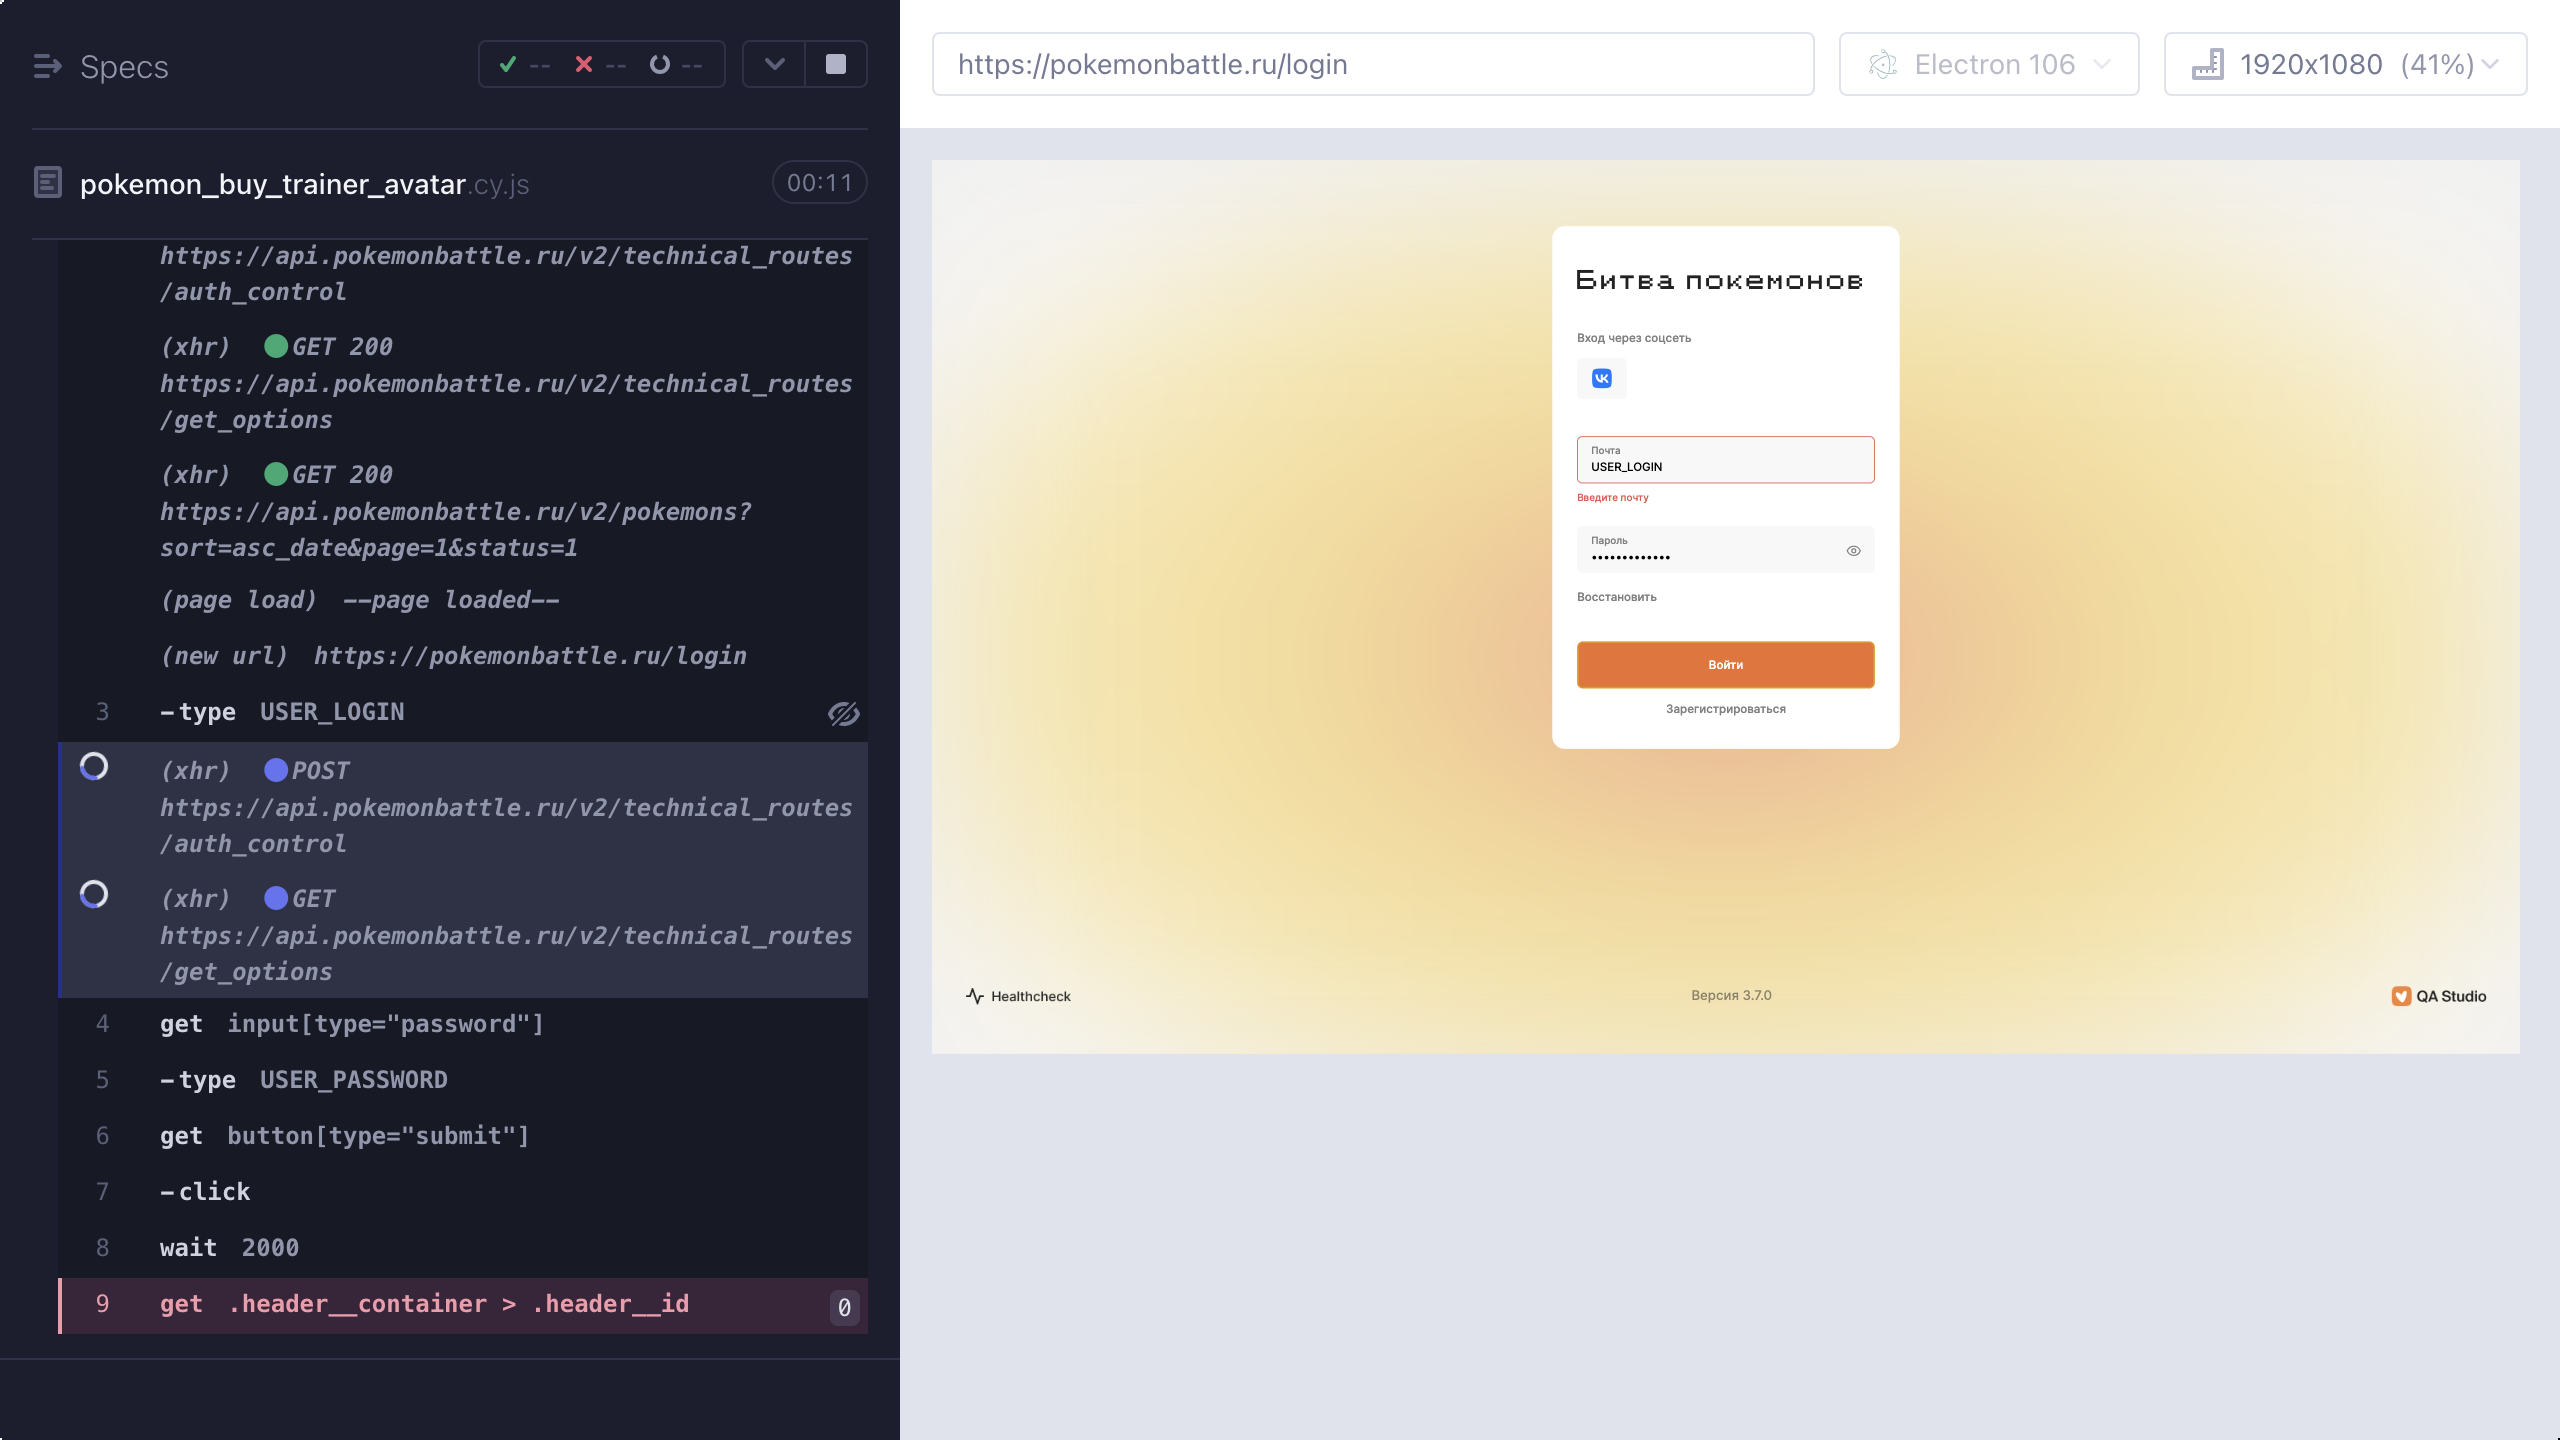 Specs
--
--
--
pokemon_buy_trainer_avatar.cy.js
00:11
https://api.pokemonbattle.ru/v2/technical_routes
/auth_control
(xhr) GET 200
https://api.pokemonbattle.ru/v2/technical_routes
/get_options
(xhr) GET 200
https://api.pokemonbattle.ru/v2/pokemons?
sort=asc_date&page=1&status=1
(page load) --page loaded--
(new url) https://pokemonbattle.ru/login
3 -type USER_LOGIN
(xhr) POST
https://api.pokemonbattle.ru/v2/technical_routes
/auth_control
(xhr) GET
https://api.pokemonbattle.ru/v2/technical_routes
/get_options
4 get input[type="password"]
5 -type USER_PASSWORD
6 get button[type="submit"]
7 -click
8 wait 2000
9 get .header__container > .header__id 0
https://pokemonbattle.ru/login
Electron 106
1920x1080 (41%)
Битва покемонов
Вход через соцсеть
Почта
USER_LOGIN
Введите почту
Пароль
•••••••••••••
Восстановить
Войти
Зарегистрироваться
Healthcheck
Версия 3.7.0
QA Studio